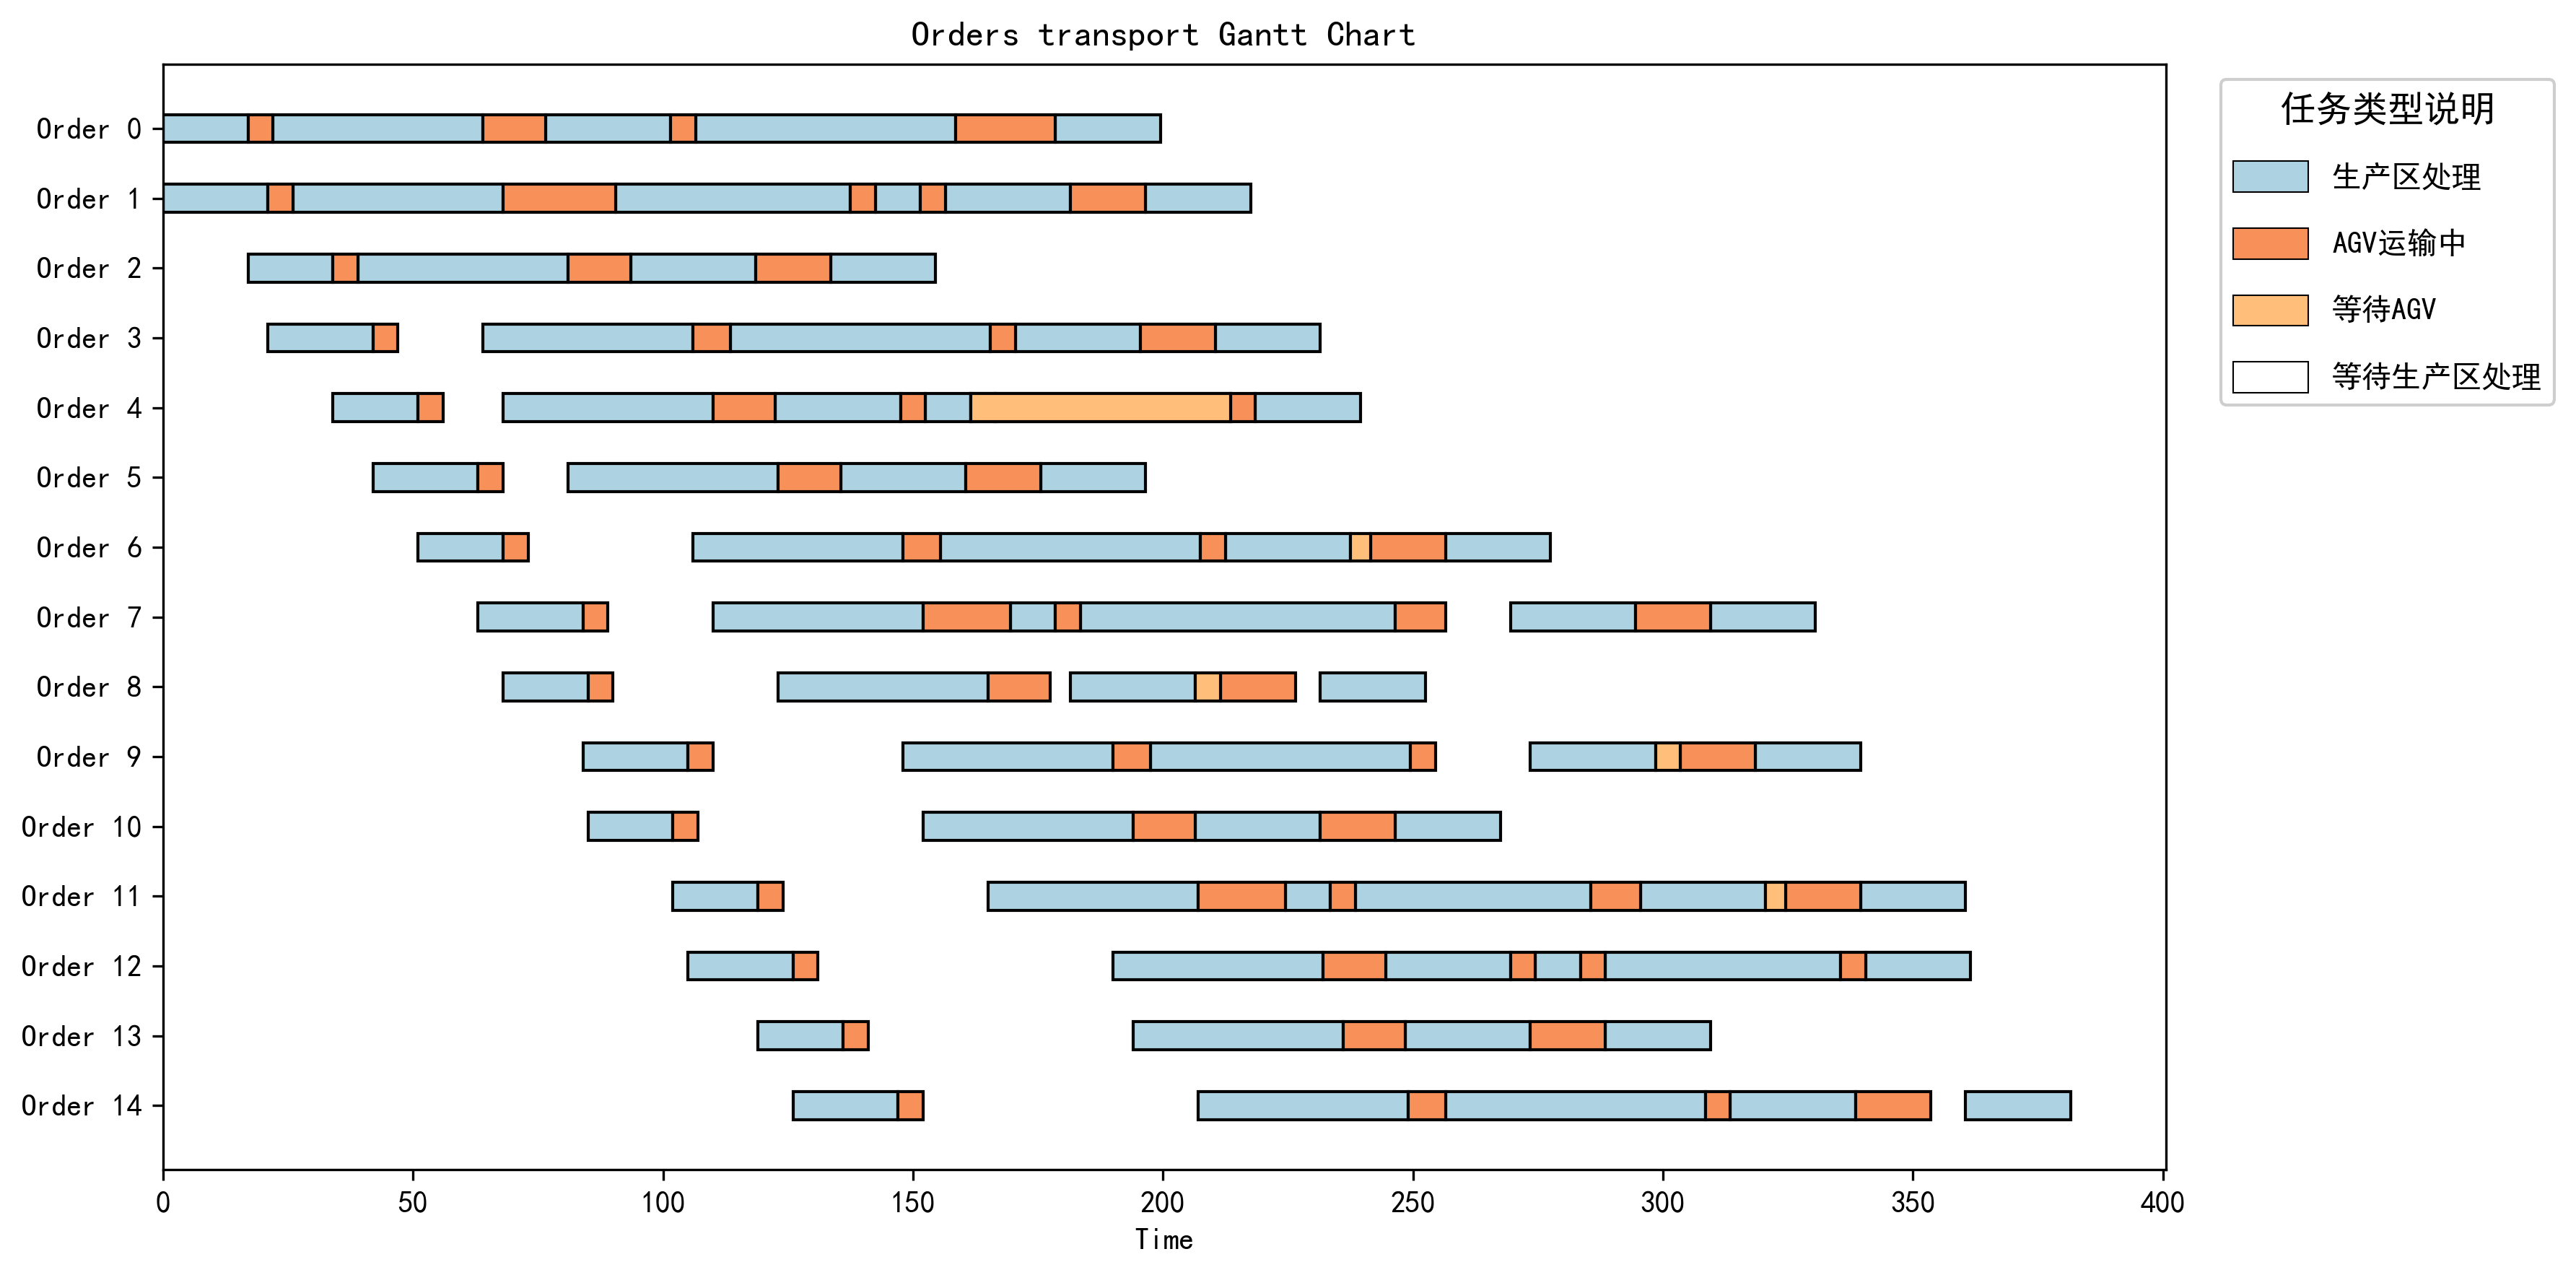 Orders transport Gantt Chart
Order 0
Order 1
Order 2
Order 3
Order 4
Order 5
Order 6
Order 7
Order 8
Order 9
Order 10
Order 11
Order 12
Order 13
Order 14
0 50 100 150 200 250 300 350 400
Time
任务类型说明
生产区处理
AGV运输中
等待AGV
等待生产区处理